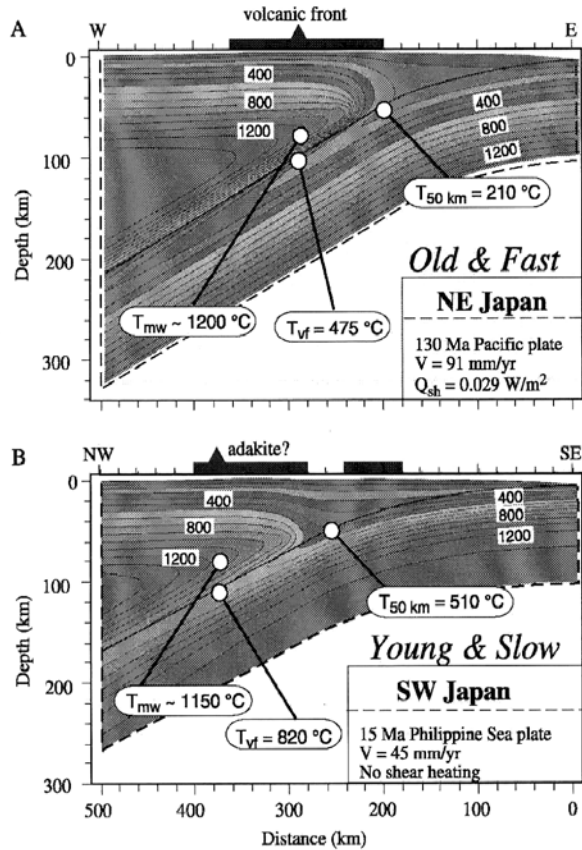 volcanic front
A
W
E
0
400
400
800
800
1200
1200
100
T50 km = 210 °C
Depth (km)
200
Old & Fast
NE Japan
Tmw ~ 1200 °C
Tvf = 475 °C
130 Ma Pacific plate
V = 91 mm/yr
Qsh = 0.029 W/m²
300
B
NW
adakite?
SE
0
400
400
800
800
1200
1200
100
T50 km = 510 °C
Depth (km)
Young & Slow
SW Japan
Tmw ~ 1150 °C
200
Tvf = 820 °C
15 Ma Philippine Sea plate
V = 45 mm/yr
No shear heating
300
500
400
300
200
100
0
Distance (km)